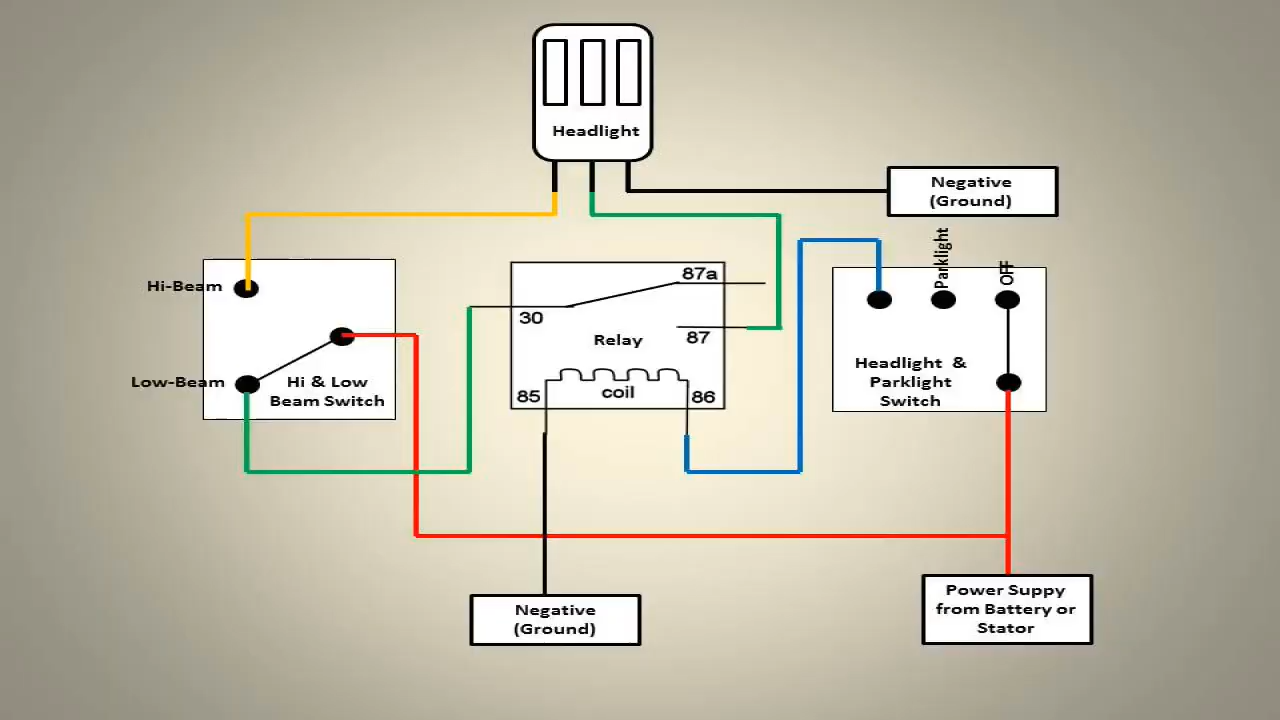 Headlight
Negative
(Ground)
Parklight
OFF
Hi-Beam
Low-Beam
Hi & Low
Beam Switch
87a
30
87
Relay
85
coil
86
Headlight &
Parklight
Switch
Negative
(Ground)
Power Suppy
from Battery or
Stator